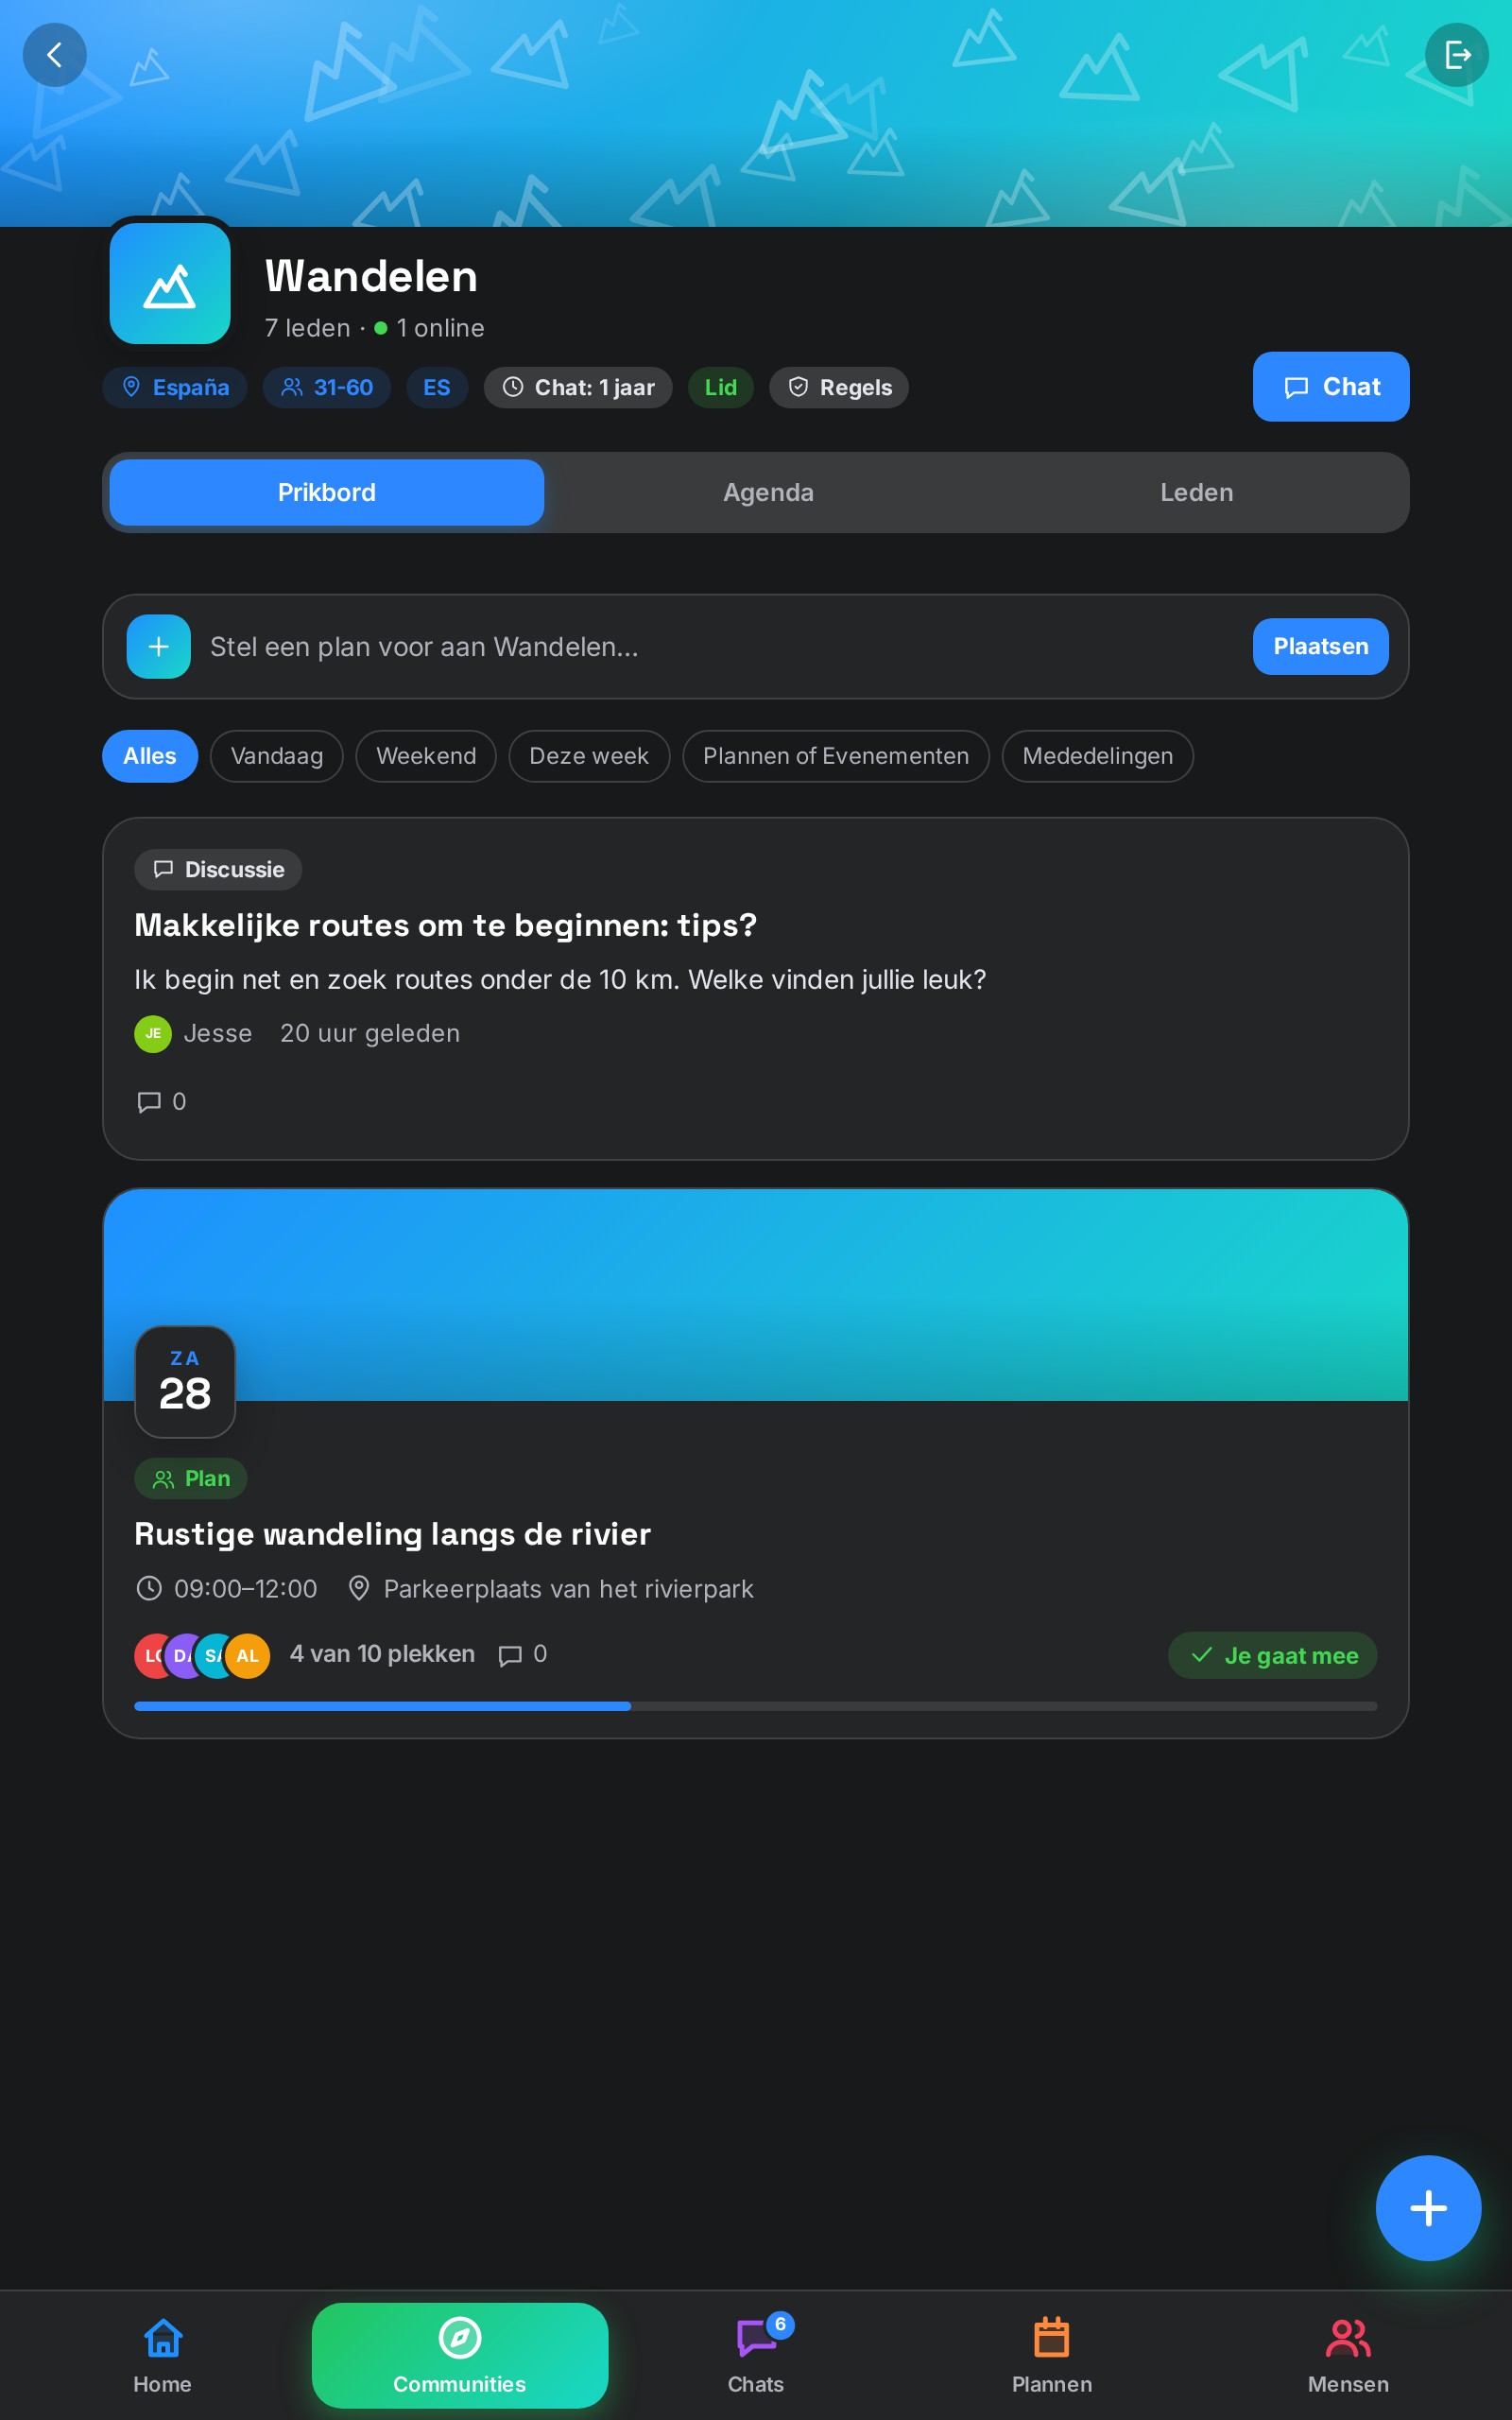 Wandelen
7 leden · 1 online
España 31-60 ES Chat: 1 jaar Lid Regels Chat
Prikbord Agenda Leden
Stel een plan voor aan Wandelen... Plaatsen
Alles Vandaag Weekend Deze week Plannen of Evenementen Mededelingen
Discussie
Makkelijke routes om te beginnen: tips?
Ik begin net en zoek routes onder de 10 km. Welke vinden jullie leuk?
JE Jesse 20 uur geleden
0
ZA
28
Plan
Rustige wandeling langs de rivier
09:00–12:00 Parkeerplaats van het rivierpark
AL 4 van 10 plekken 0 Je gaat mee
6
Home Communities Chats Plannen Mensen